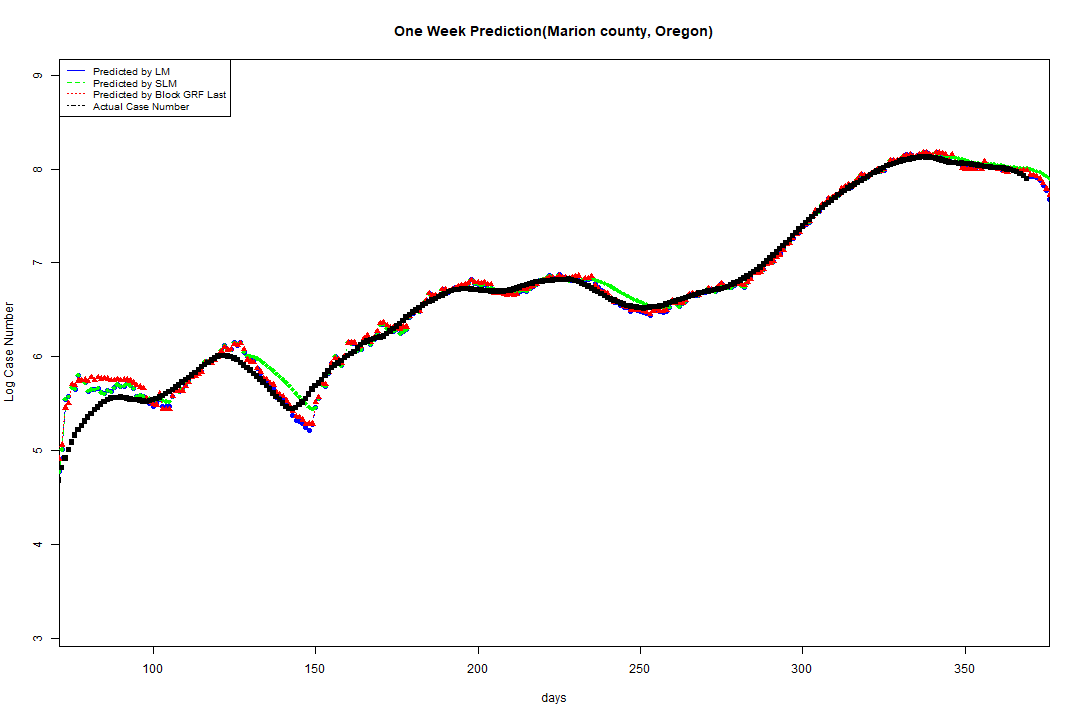 One Week Prediction(Marion county, Oregon)
Predicted by LM
Predicted by SLM
Predicted by Block GRF Last
Actual Case Number
Log Case Number
9
8
7
6
5
4
3
100 150 200 250 300 350
days